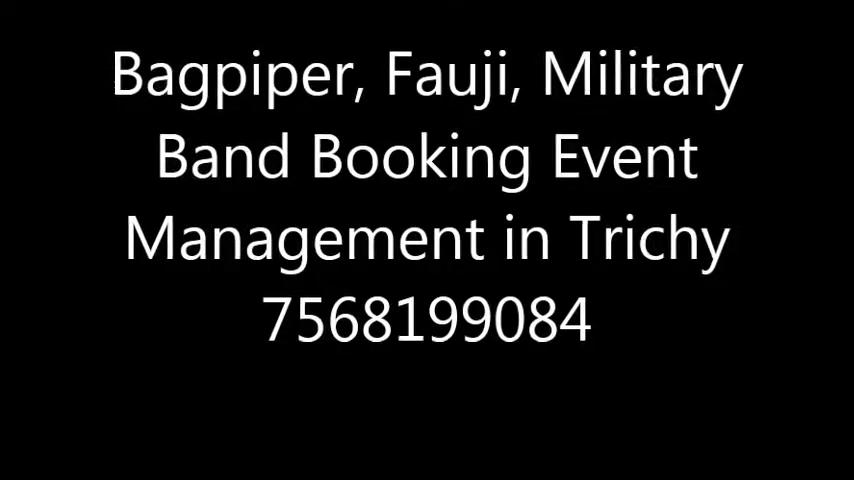 Bagpiper, Fauji, Military
Band Booking Event
Management in Trichy
7568199084